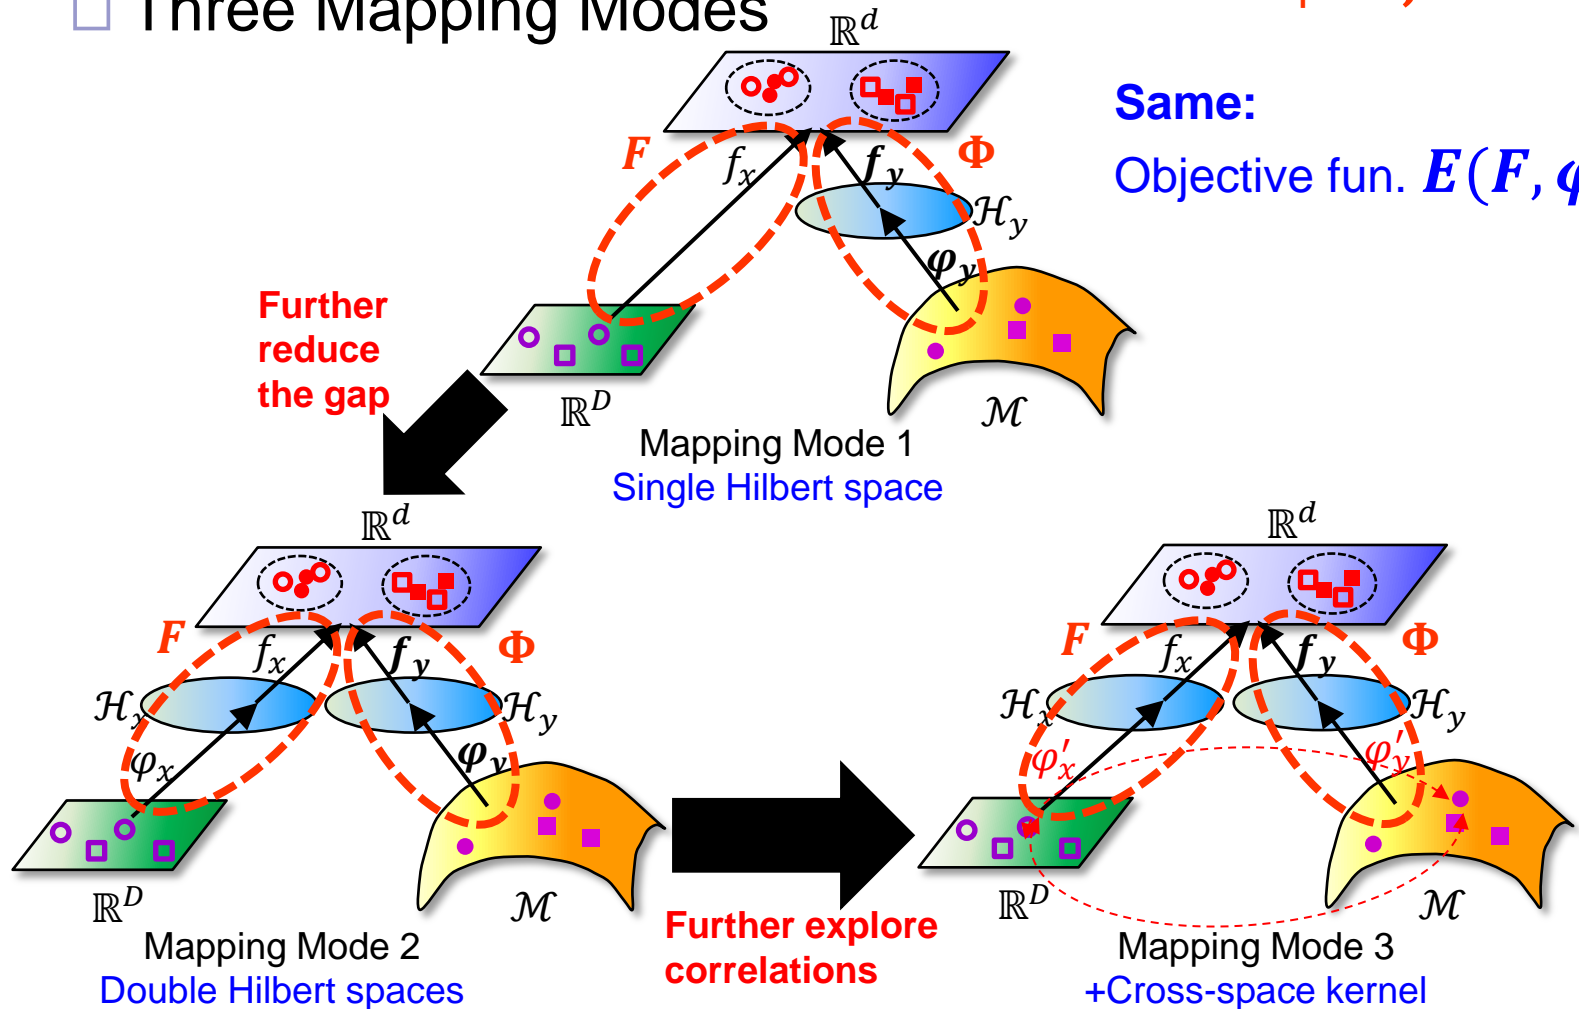 Three Mapping Modes
ℝ^d
Same:
Objective fun. E(F, φ
F
f_x
f_y
Φ
ℋ_y
φ_y
Further
reduce
the gap
ℝ^D
ℳ
Mapping Mode 1
Single Hilbert space
ℝ^d
F
f_x
f_y
Φ
ℋ_x
ℋ_y
φ_x
φ_y
ℝ^D
ℳ
Mapping Mode 2
Double Hilbert spaces
Further explore
correlations
ℝ^d
F
f_x
f_y
Φ
ℋ_x
ℋ_y
φ′_x
φ′_y
ℝ^D
ℳ
Mapping Mode 3
+Cross-space kernel